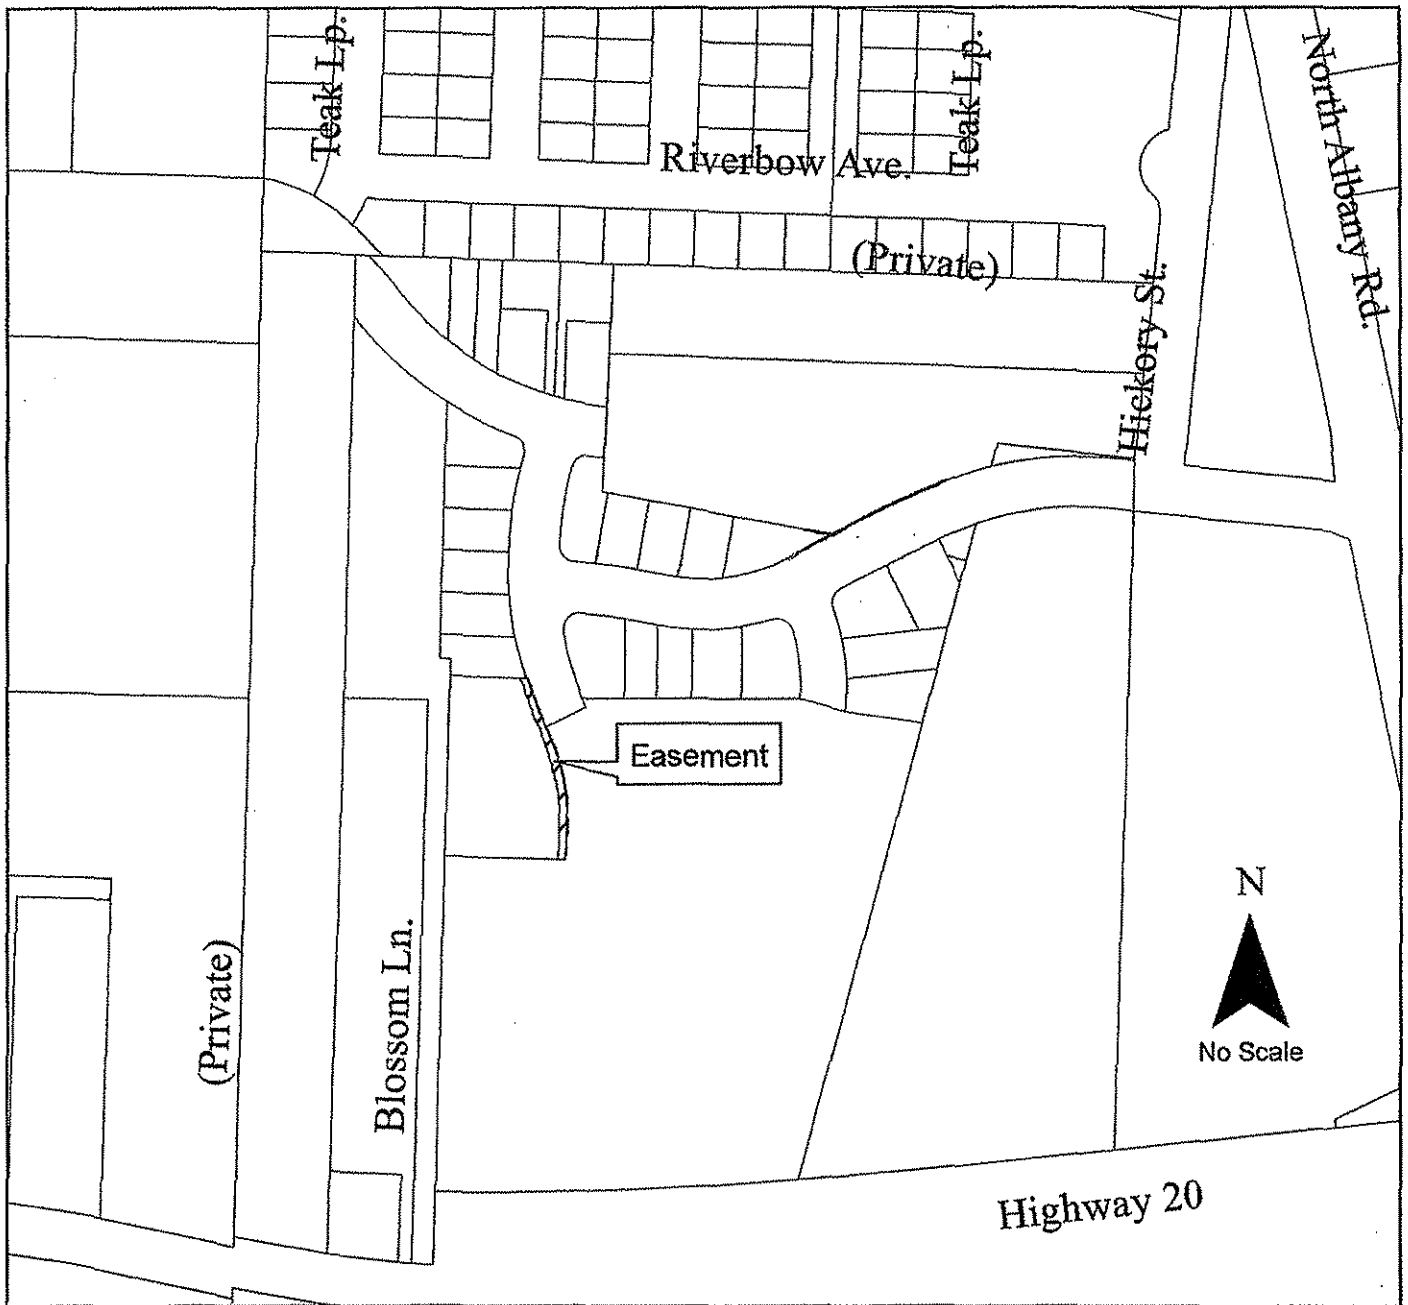 Teak Lp.
Teak Lp.
North Albany Rd.
Riverbow Ave.
(Private)
Hickory St.
Easement
N
No Scale
(Private)
Blossom Ln.
Highway 20